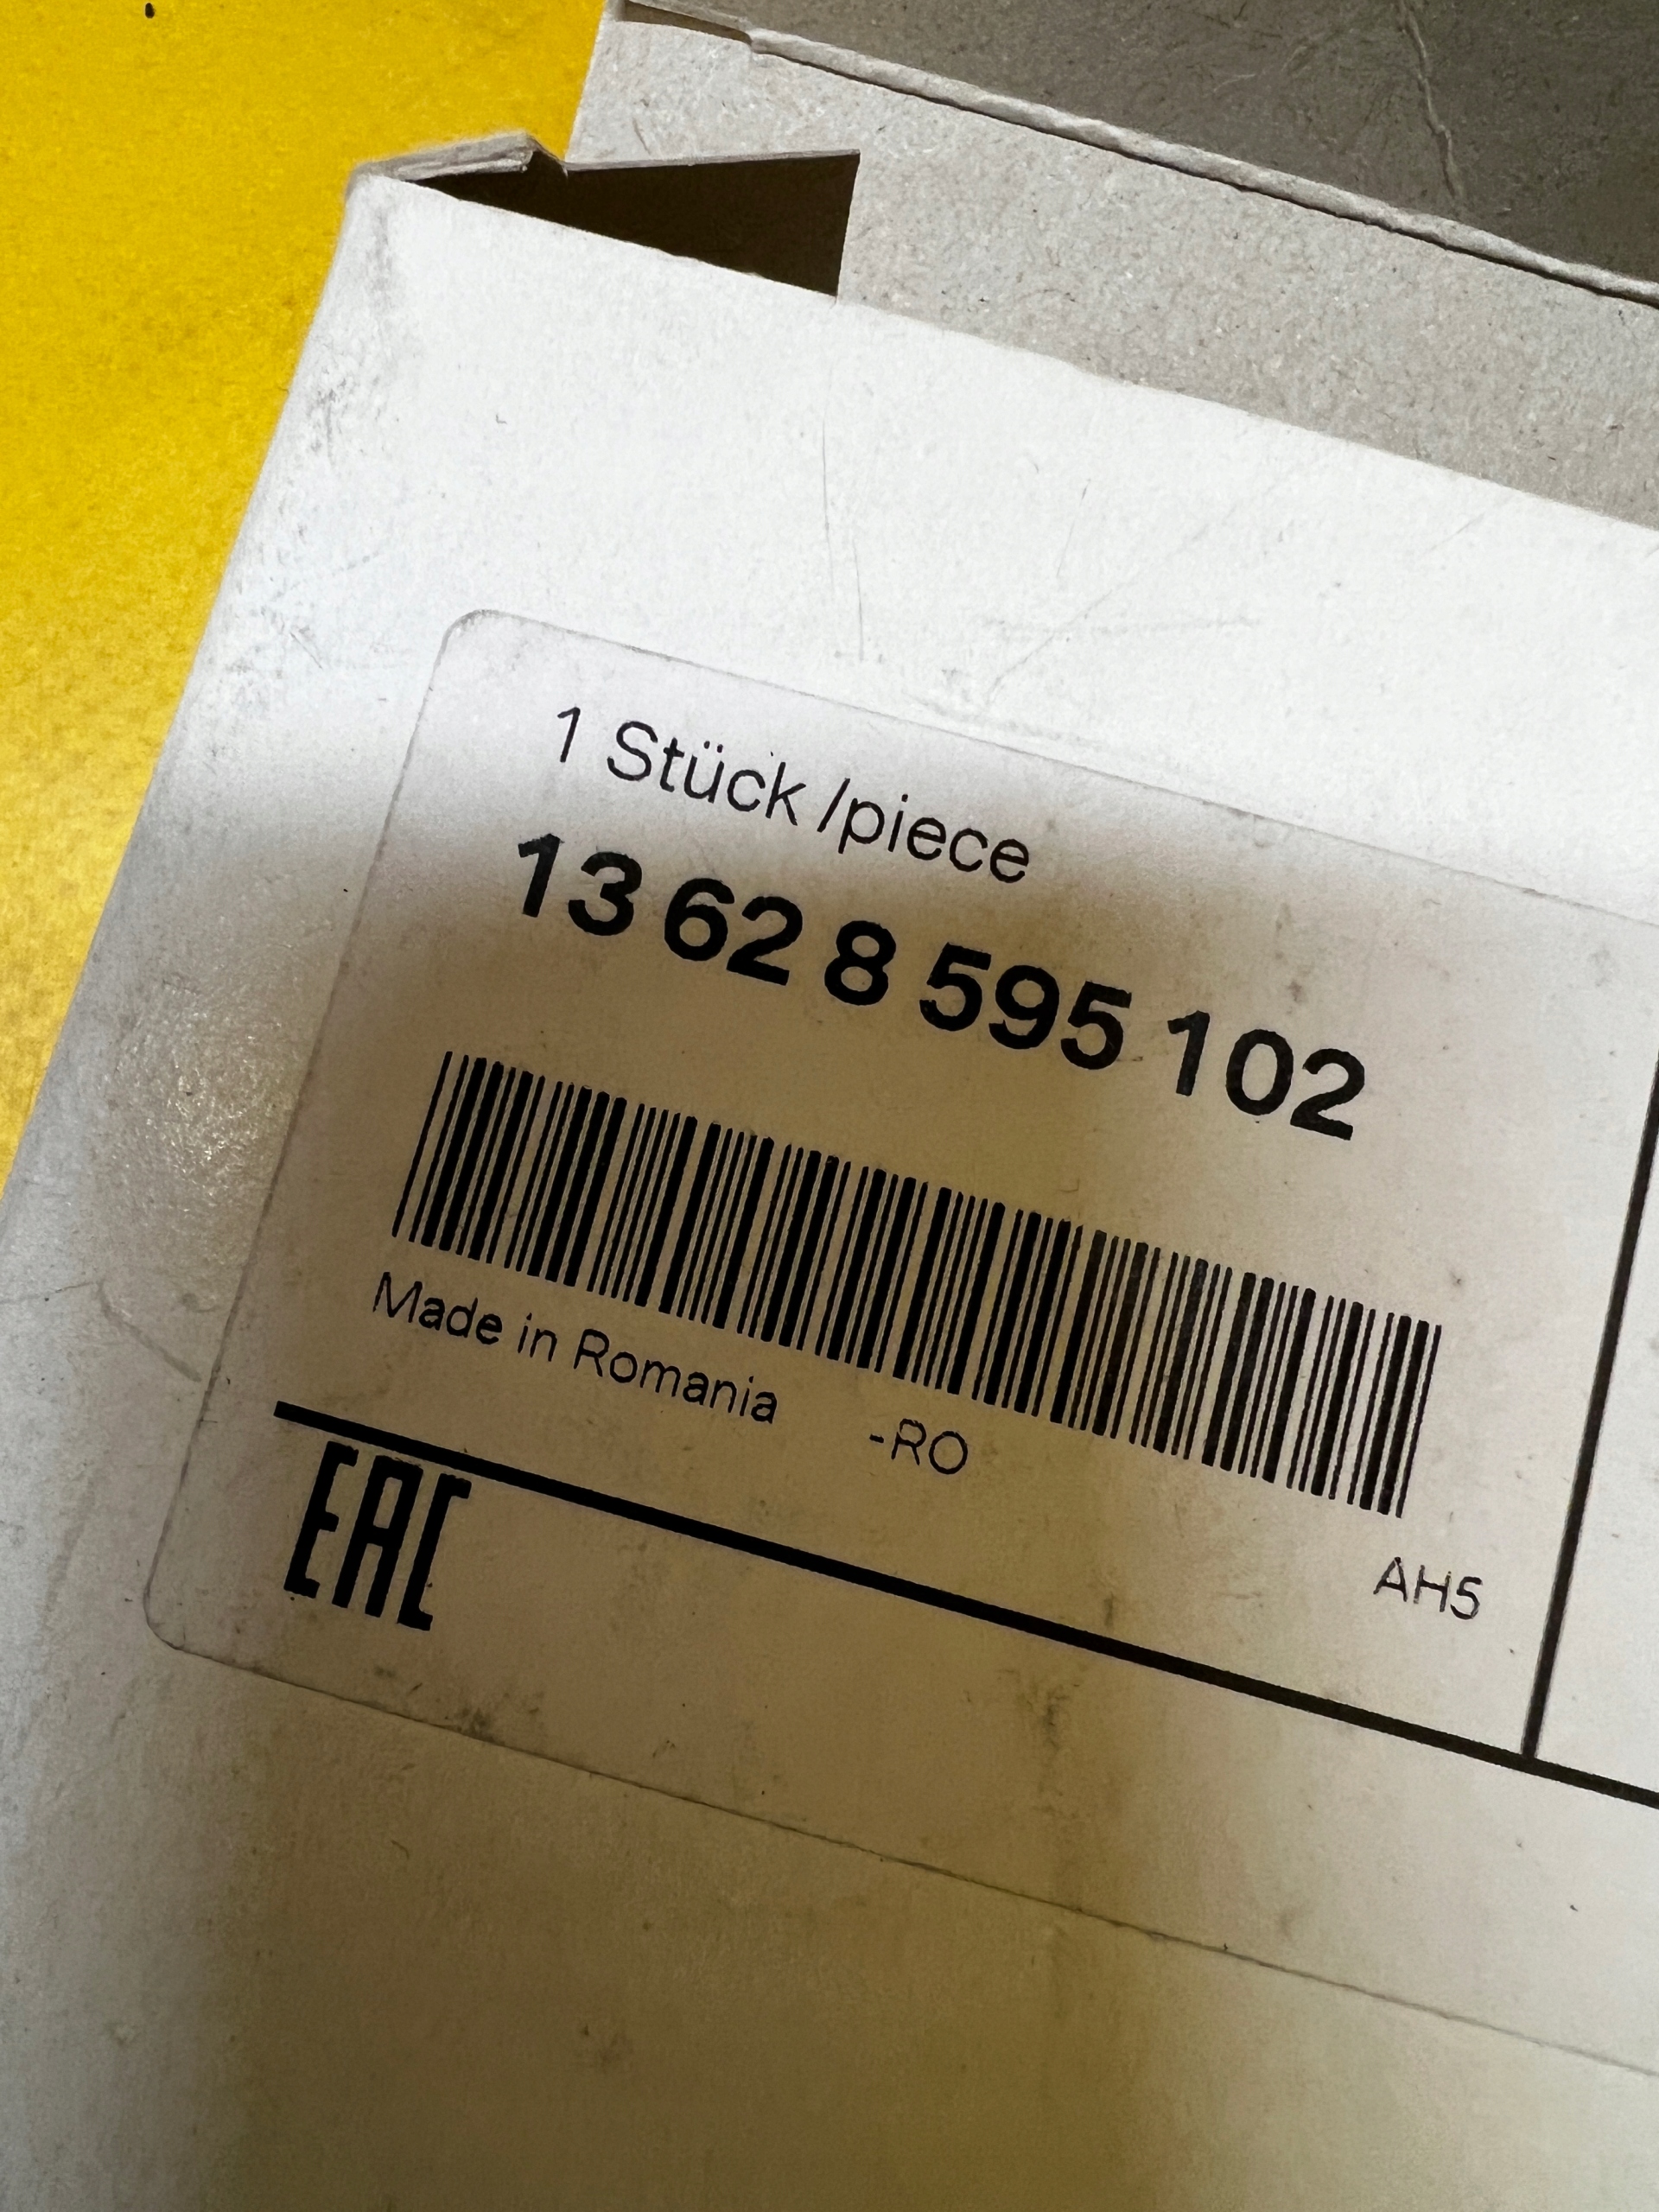 1 Stück /piece
13 62 8 595 102
Made in Romania -RO
AH5
EAC